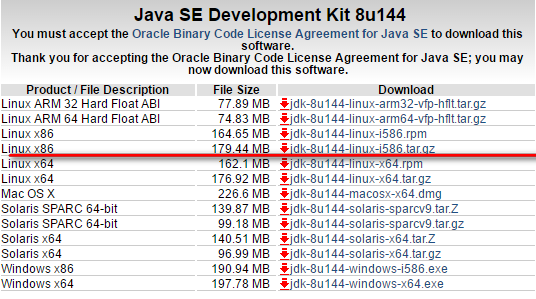 Java SE Development Kit 8u144
You must accept the Oracle Binary Code License Agreement for Java SE to download this
software.
Thank you for accepting the Oracle Binary Code License Agreement for Java SE; you may
now download this software.
Product / File Description File Size Download
Linux ARM 32 Hard Float ABI 77.89 MB jdk-8u144-linux-arm32-vfp-hflt.tar.gz
Linux ARM 64 Hard Float ABI 74.83 MB jdk-8u144-linux-arm64-vfp-hflt.tar.gz
Linux x86 164.65 MB jdk-8u144-linux-i586.rpm
Linux x86 179.44 MB jdk-8u144-linux-i586.tar.gz
Linux x64 162.1 MB jdk-8u144-linux-x64.rpm
Linux x64 176.92 MB jdk-8u144-linux-x64.tar.gz
Mac OS X 226.6 MB jdk-8u144-macosx-x64.dmg
Solaris SPARC 64-bit 139.87 MB jdk-8u144-solaris-sparcv9.tar.Z
Solaris SPARC 64-bit 99.18 MB jdk-8u144-solaris-sparcv9.tar.gz
Solaris x64 140.51 MB jdk-8u144-solaris-x64.tar.Z
Solaris x64 96.99 MB jdk-8u144-solaris-x64.tar.gz
Windows x86 190.94 MB jdk-8u144-windows-i586.exe
Windows x64 197.78 MB jdk-8u144-windows-x64.exe